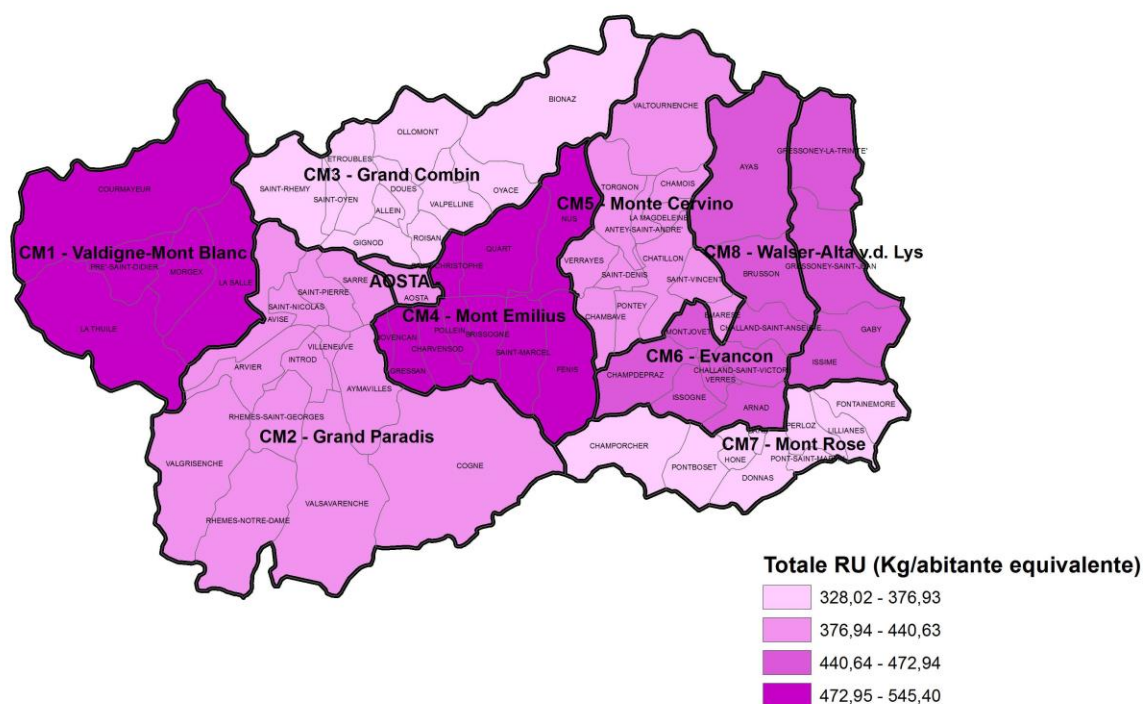 BIONAZ
VALTOURNENCHE
OLLOMONT
GRESSONEY-LA-TRINITE'
ETROUBLES
AYAS
CM3 - Grand Combin
SAINT-RHEMY
DOUES
OYACE
COURMAYEUR
SAINT-OYEN
VALPELLINE
TORGNON
CHAMOIS
ALLEIN
CM5 - Monte Cervino
LA MAGDELEINE
NUS
ANTEY-SAINT-ANDRE'
GIGNOD
ROISAN
QUART
CM1 - Valdigne-Mont Blanc
CM8 - Walser-Alta v.d. Lys
PRE'-SAINT-DIDIER
MORGEX
CHRISTOPHE
VERRAYES
CHATILLON
GRESSONEY-SAINT-JEAN
LA SALLE
SARRE
AOSTA
SAINT-DENIS
SAINT-VINCENT
BRUSSON
SAINT-PIERRE
AOSTA
SAINT-NICOLAS
PONTEY
EMARESE
AVISE
CM4 - Mont Emilius
CHAMBAVE
LA THUILE
POLLEIN
BRISSOGNE
MONTJOVET
CHALLAND-SAINT-ANSELME
GABY
JOVENCAN
VILLENEUVE
CHARVENSOD
SAINT-MARCEL
CM6 - Evancon
INTROD
ARVIER
GRESSAN
FENIS
CHAMPDEPRAZ
CHALLAND-SAINT-VICTOR
ISSIME
VERRES
AYMAVILLES
ISSOGNE
RHEMES-SAINT-GEORGES
ARNAD
FONTAINEMORE
CM2 - Grand Paradis
PERLOZ
LILLIANES
CHAMPORCHER
CM7 - Mont Rose
VALGRISENCHE
COGNE
PONTBOSET
HONE
PONT-SAINT-MARTIN
DONNAS
VALSAVARENCHE
RHEMES-NOTRE-DAME
Totale RU (Kg/abitante equivalente)
328,02 - 376,93
376,94 - 440,63
440,64 - 472,94
472,95 - 545,40